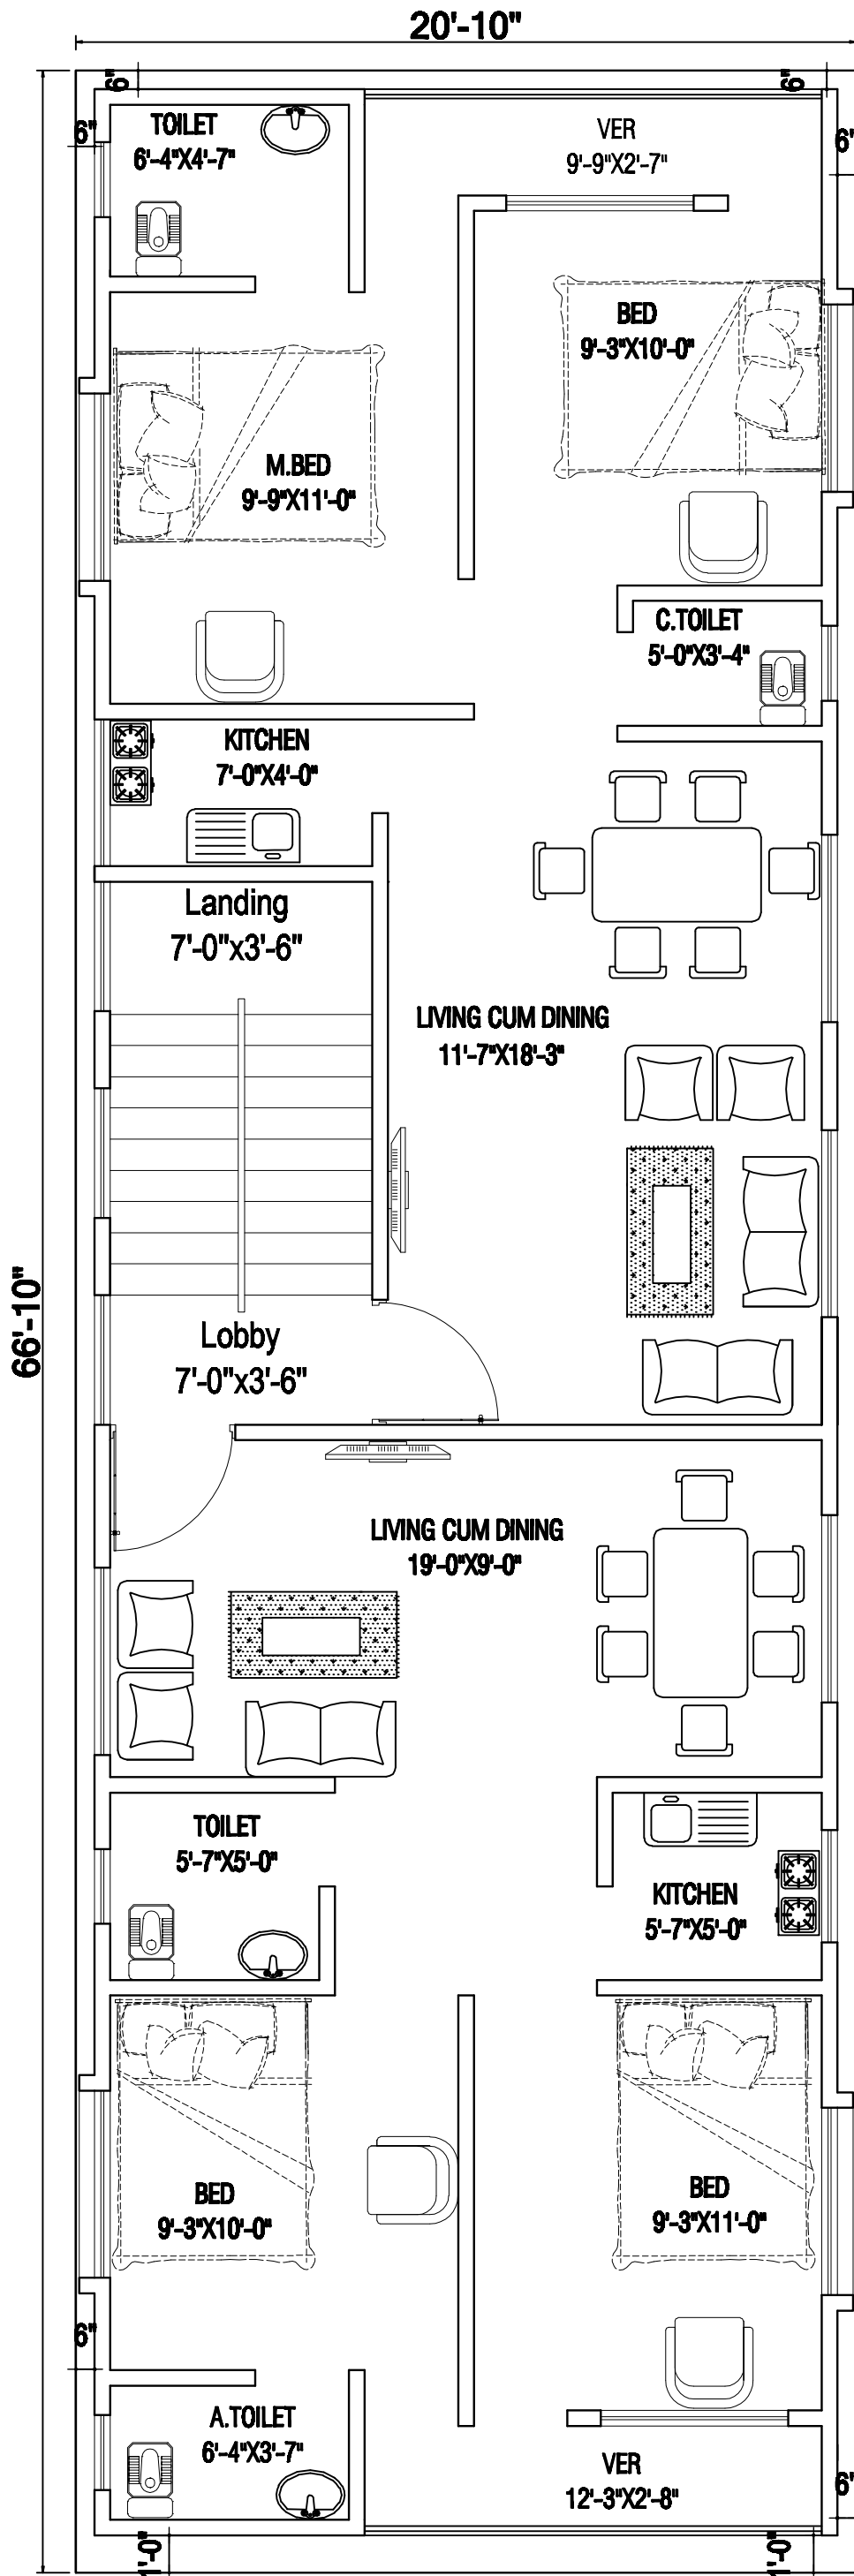 20'-10"
6"
6"
6"
6'
TOILET
6'-4"X4'-7"
VER
9'-9"X2'-7"
BED
9'-3"X10'-0"
M.BED
9'-9"X11'-0"
C.TOILET
5'-0"X3'-4"
KITCHEN
7'-0"X4'-0"
Landing
7'-0"x3'-6"
LIVING CUM DINING
11'-7"X18'-3"
66'-10"
Lobby
7'-0"x3'-6"
LIVING CUM DINING
19'-0"X9'-0"
TOILET
5'-7"X5'-0"
KITCHEN
5'-7"X5'-0"
BED
9'-3"X10'-0"
BED
9'-3"X11'-0"
6"
A.TOILET
6'-4"X3'-7"
VER
12'-3"X2'-8"
6'
1'-0"
1'-0"